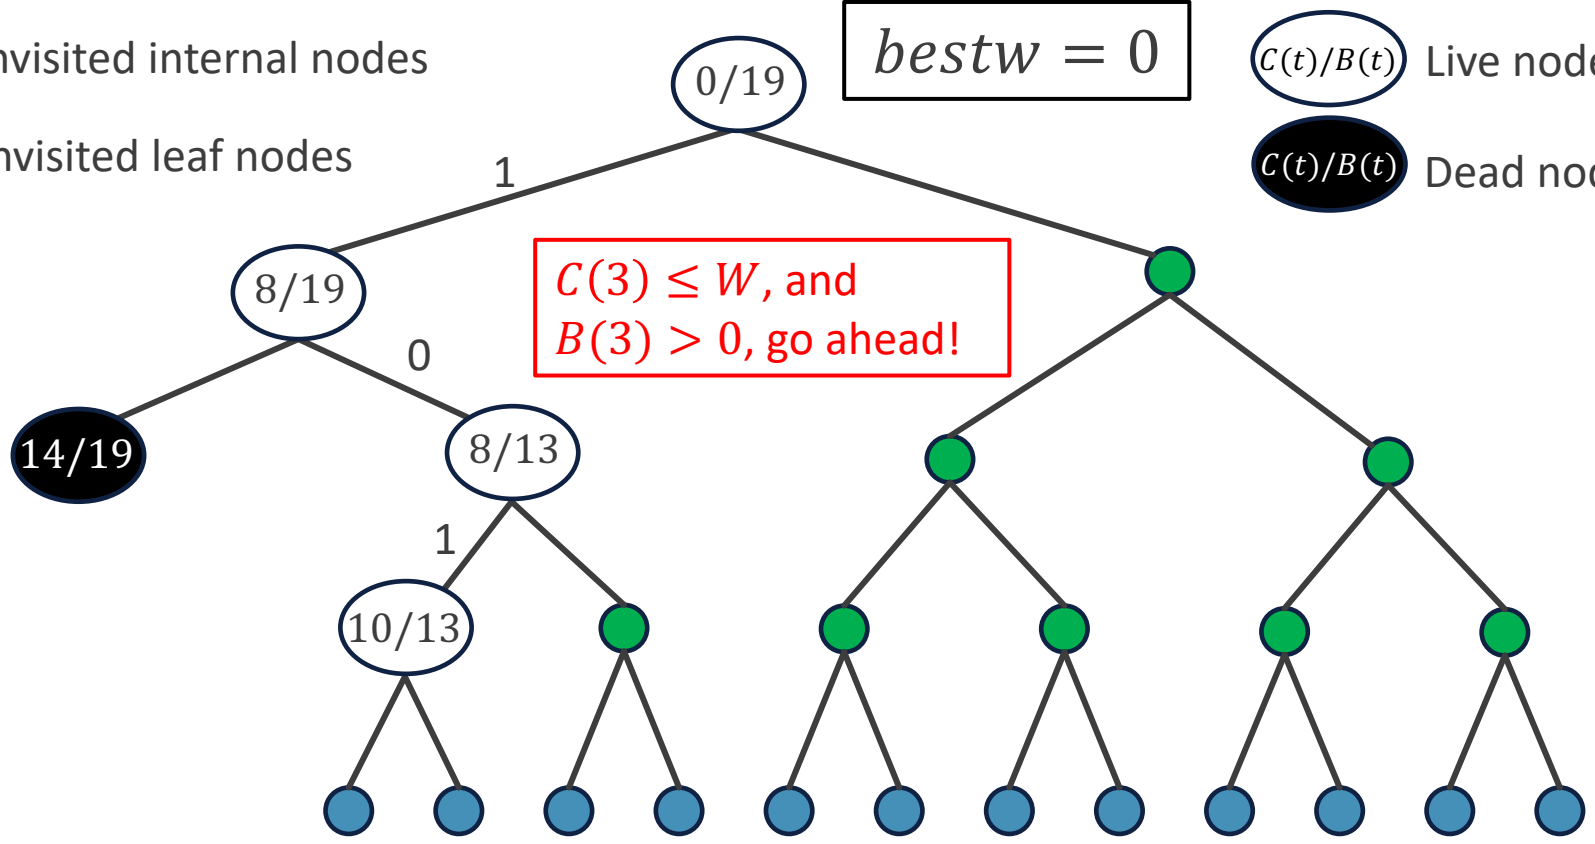 nvisited internal nodes
nvisited leaf nodes
bestw = 0
C(t)/B(t) Live node
C(t)/B(t) Dead nod
0/19
1
8/19
C(3) ≤ W, and
B(3) > 0, go ahead!
0
14/19
8/13
1
10/13